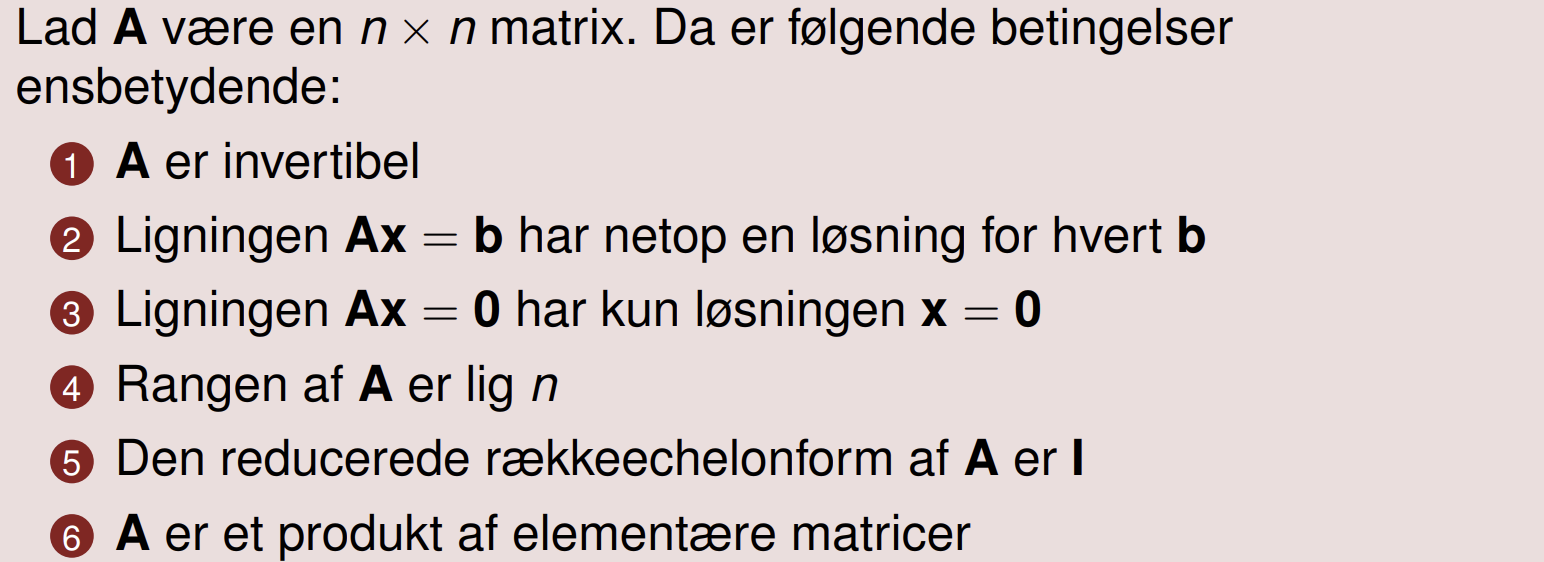 Lad A være en n × n matrix. Da er følgende betingelser
ensbetydende:
1 A er invertibel
2 Ligningen Ax = b har netop en løsning for hvert b
3 Ligningen Ax = 0 har kun løsningen x = 0
4 Rangen af A er lig n
5 Den reducerede rækkeechelonform af A er I
6 A er et produkt af elementære matricer